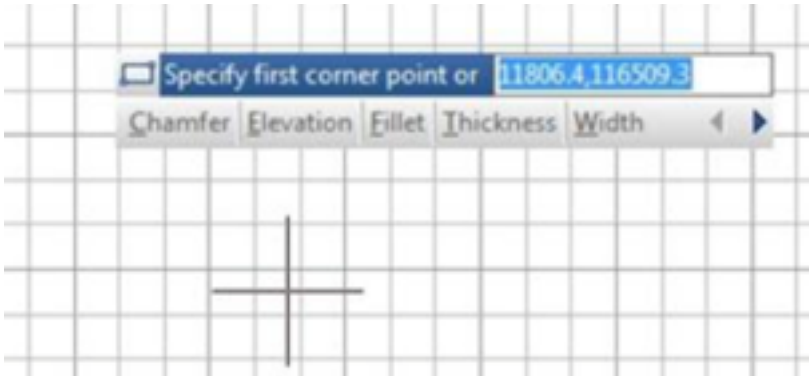 Specify first corner point or 11806.4,116509.3
Chamfer Elevation Fillet Thickness Width